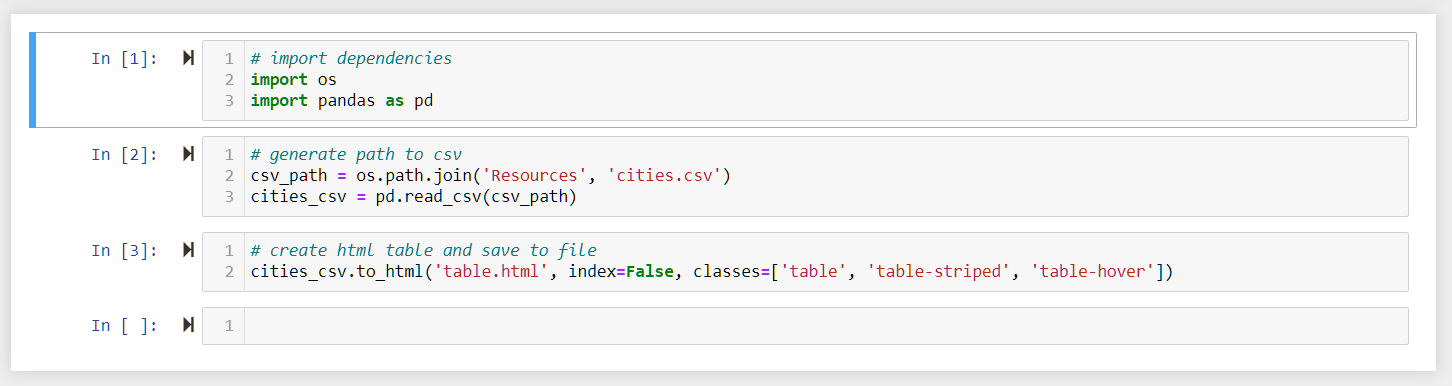 In [1]:
1 # import dependencies
2 import os
3 import pandas as pd
In [2]:
1 # generate path to csv
2 csv_path = os.path.join('Resources', 'cities.csv')
3 cities_csv = pd.read_csv(csv_path)
In [3]:
1 # create html table and save to file
2 cities_csv.to_html('table.html', index=False, classes=['table', 'table-striped', 'table-hover'])
In [ ]:
1